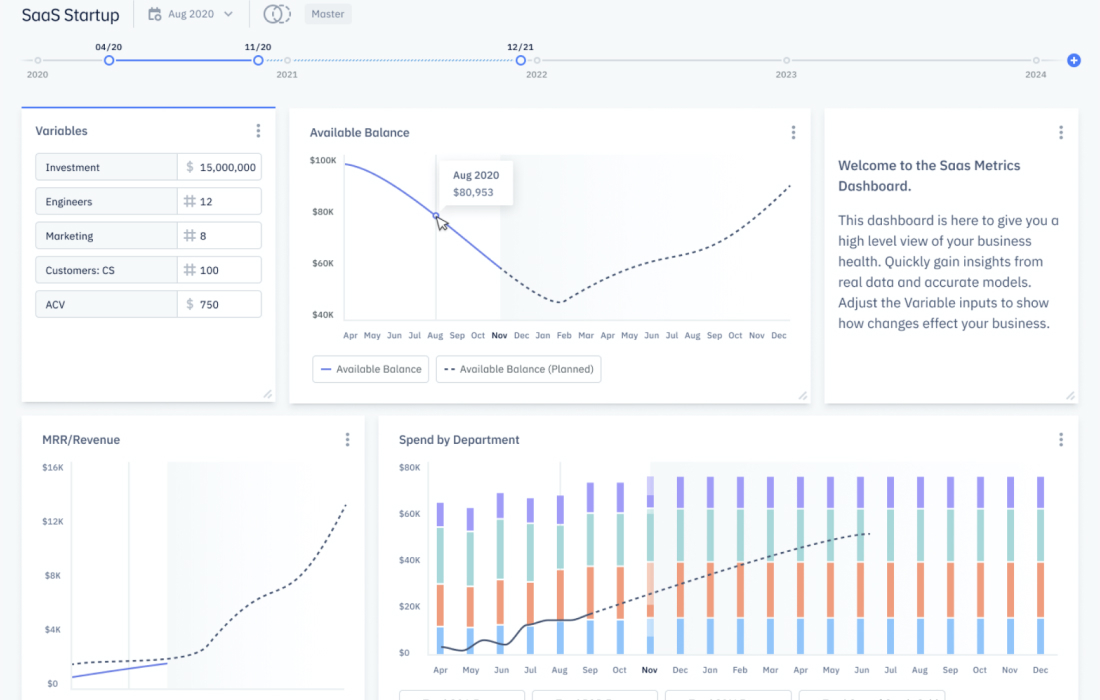 SaaS Startup
Aug 2020
Master
04/20
11/20
12/21
2020
2021
2022
2023
2024
Variables
Investment $ 15,000,000
Engineers # 12
Marketing # 8
Customers: CS # 100
ACV $ 750
Available Balance
$100K
$80K
$60K
$40K
Aug 2020
$80,953
Apr May Jun Jul Aug Sep Oct Nov Dec Jan Feb Mar Apr May Jun Jul Aug Sep Oct Nov Dec
Available Balance
Available Balance (Planned)
Welcome to the Saas Metrics
Dashboard.
This dashboard is here to give you a
high level view of your business
health. Quickly gain insights from
real data and accurate models.
Adjust the Variable inputs to show
how changes effect your business.
MRR/Revenue
$16K
$12K
$8K
$4K
$0
Spend by Department
$80K
$60K
$40K
$20K
$0
Apr May Jun Jul Aug Sep Oct Nov Dec Jan Feb Mar Apr May Jun Jul Aug Sep Oct Nov Dec